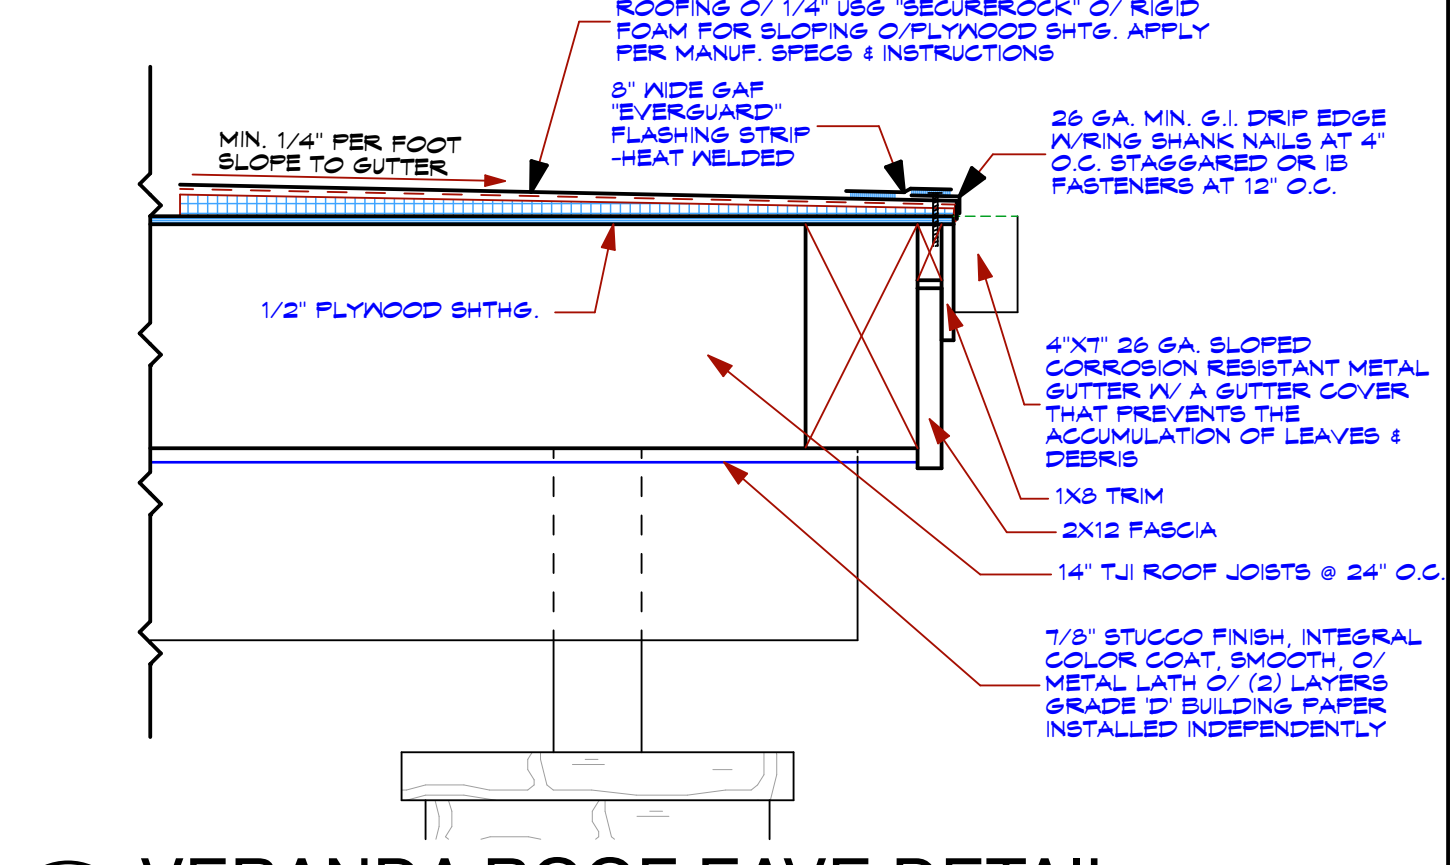 ROOFING O/ 1/4" USG "SECUREROCK" O/ RIGID
FOAM FOR SLOPING O/PLYWOOD SHTG. APPLY
PER MANUF. SPECS & INSTRUCTIONS
8" WIDE GAF
"EVERGUARD"
FLASHING STRIP
-HEAT WELDED
26 GA. MIN. G.I. DRIP EDGE
W/RING SHANK NAILS AT 4"
O.C. STAGGARED OR IB
FASTENERS AT 12" O.C.
MIN. 1/4" PER FOOT
SLOPE TO GUTTER
1/2" PLYWOOD SHTHG.
4"X7" 26 GA. SLOPED
CORROSION RESISTANT METAL
GUTTER W/ A GUTTER COVER
THAT PREVENTS THE
ACCUMULATION OF LEAVES &
DEBRIS
1X8 TRIM
2X12 FASCIA
14" TJI ROOF JOISTS @ 24" O.C.
7/8" STUCCO FINISH, INTEGRAL
COLOR COAT, SMOOTH, O/
METAL LATH O/ (2) LAYERS
GRADE 'D' BUILDING PAPER
INSTALLED INDEPENDENTLY
VERANDA ROOF EAVE DETAIL